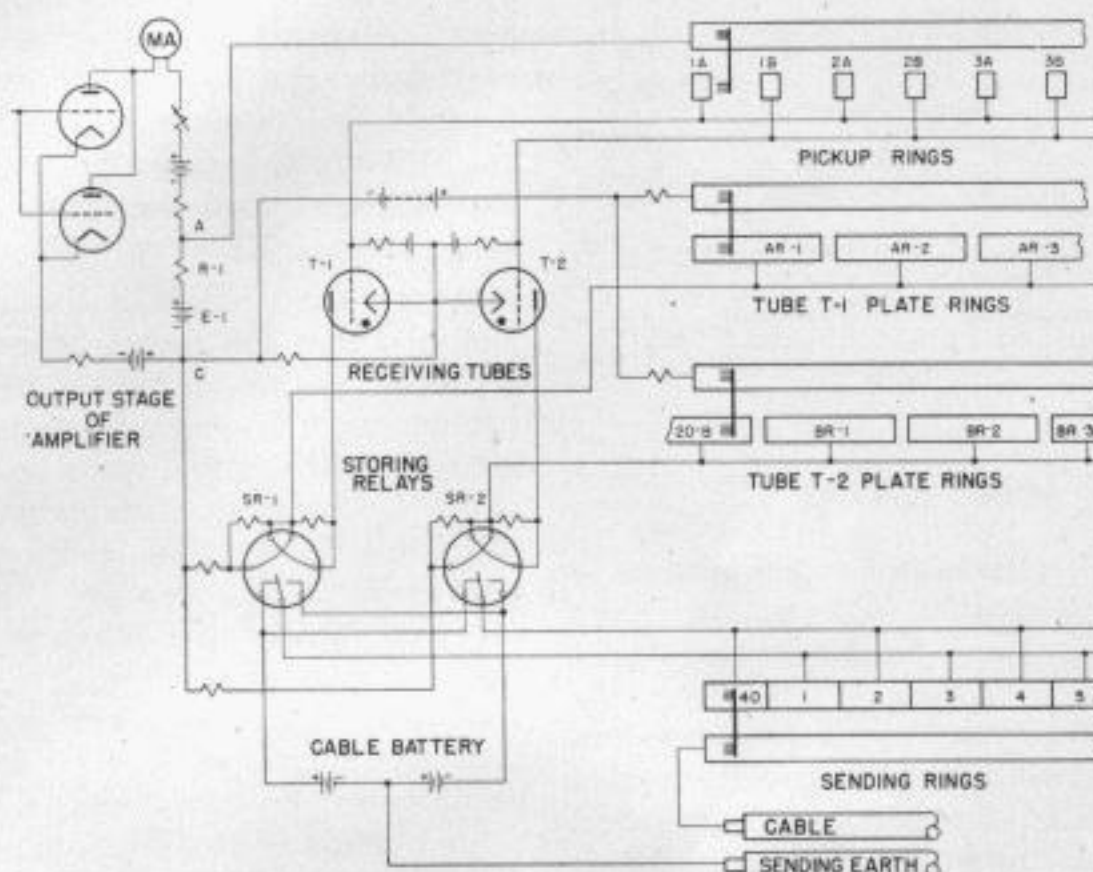 MA
1A 1B 2A 2B 3A 3B
PICKUP RINGS
A
R-1
E-1
C
T-1
T-2
AR-1 AR-2 AR-3
TUBE T-1 PLATE RINGS
RECEIVING TUBES
OUTPUT STAGE
OF
AMPLIFIER
20-B BR-1 BR-2 BR-3
TUBE T-2 PLATE RINGS
STORING
RELAYS
SR-1
SR-2
40 1 2 3 4 5
SENDING RINGS
CABLE BATTERY
CABLE
SENDING EARTH